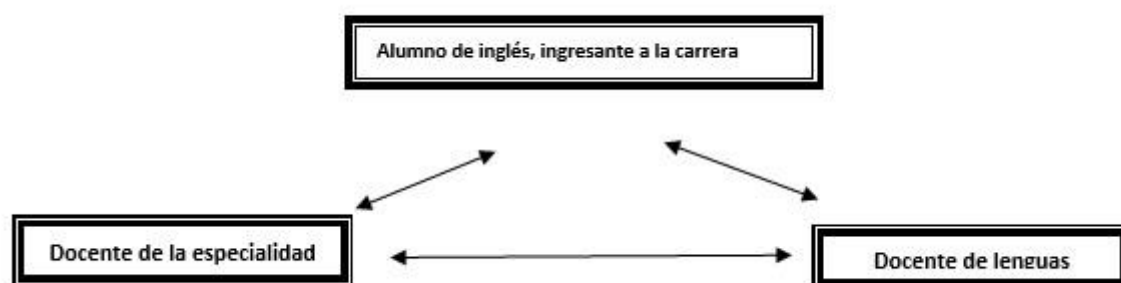 Alumno de inglés, ingresante a la carrera
Docente de la especialidad
Docente de lenguas